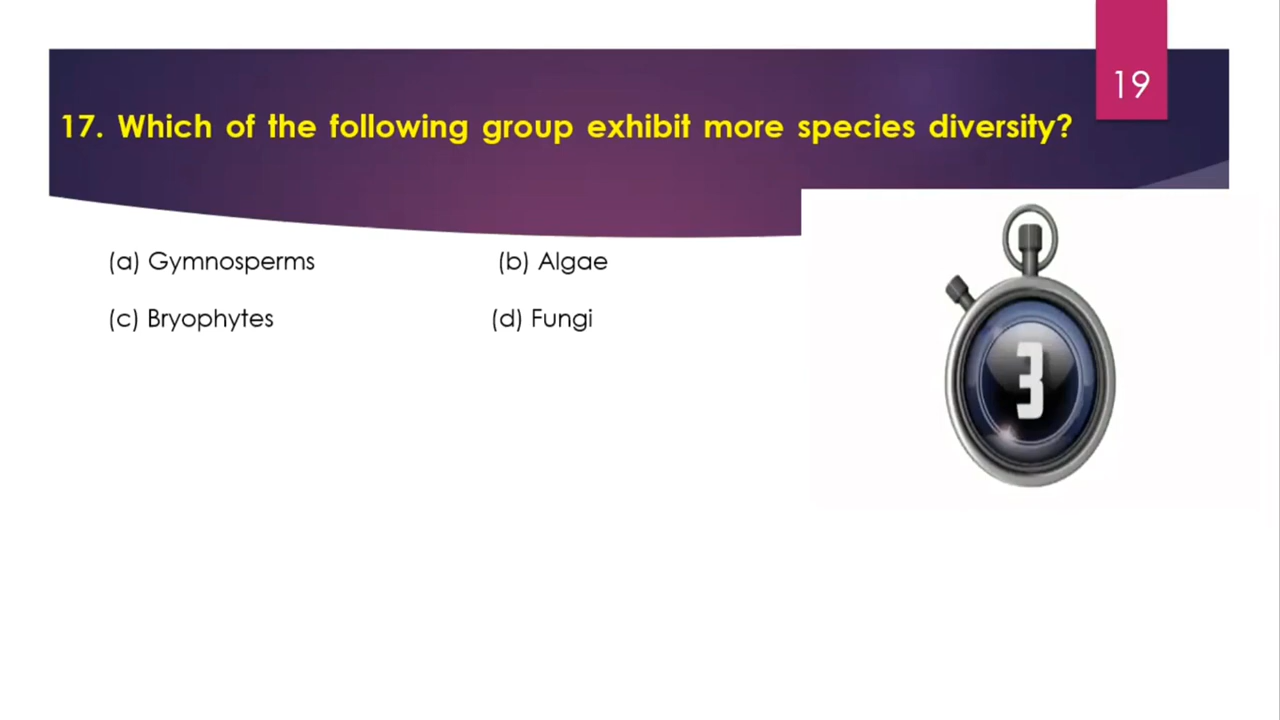 19
17. Which of the following group exhibit more species diversity?
(a) Gymnosperms (b) Algae
(c) Bryophytes (d) Fungi
3